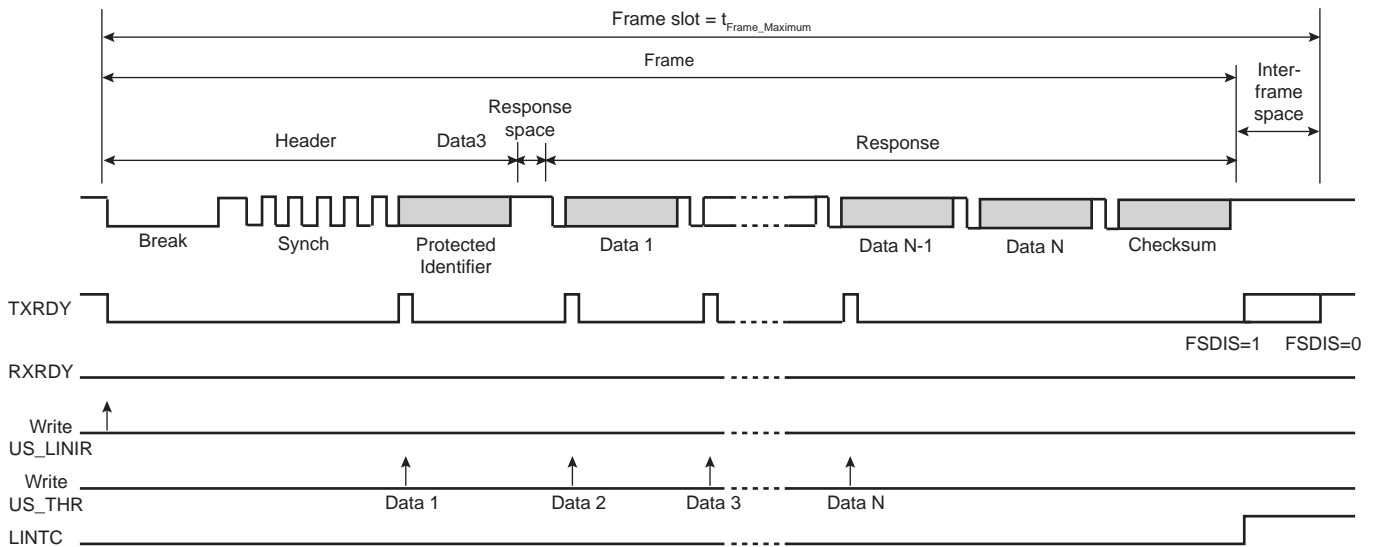 Frame slot = tFrame_Maximum
Frame
Inter-
frame
space
Response
space
Header
Data3
Response
Break
Synch
Protected
Identifier
Data 1
Data N-1
Data N
Checksum
TXRDY
FSDIS=1
FSDIS=0
RXRDY
Write
US_LINIR
Write
US_THR
Data 1
Data 2
Data 3
Data N
LINTC